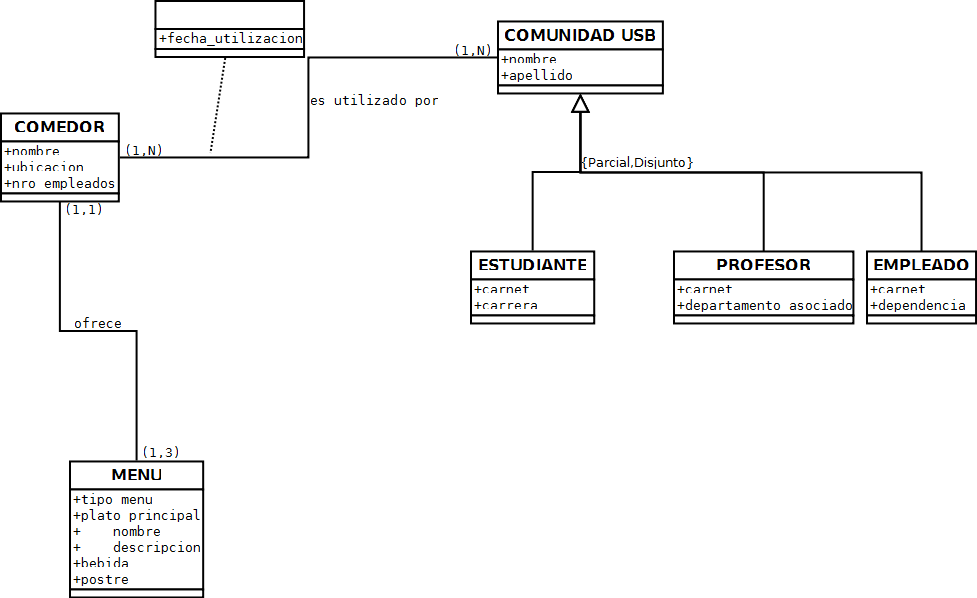 +fecha_utilizacion
COMUNIDAD USB
+nombre
+apellido
(1,N)
es utilizado por
COMEDOR
+nombre
+ubicacion
+nro empleados
(1,N)
(1,1)
{Parcial,Disjunto}
ESTUDIANTE
+carnet
+carrera
PROFESOR
+carnet
+departamento asociado
EMPLEADO
+carnet
+dependencia
ofrece
(1,3)
MENU
+tipo menu
+plato principal
+    nombre
+    descripcion
+bebida
+postre